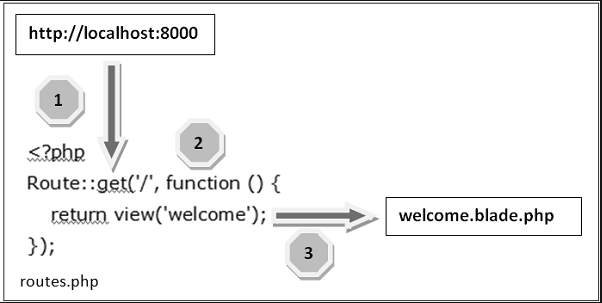 http://localhost:8000
1
2
<?php
Route::get('/', function () {
return view('welcome');
welcome.blade.php
});
3
routes.php